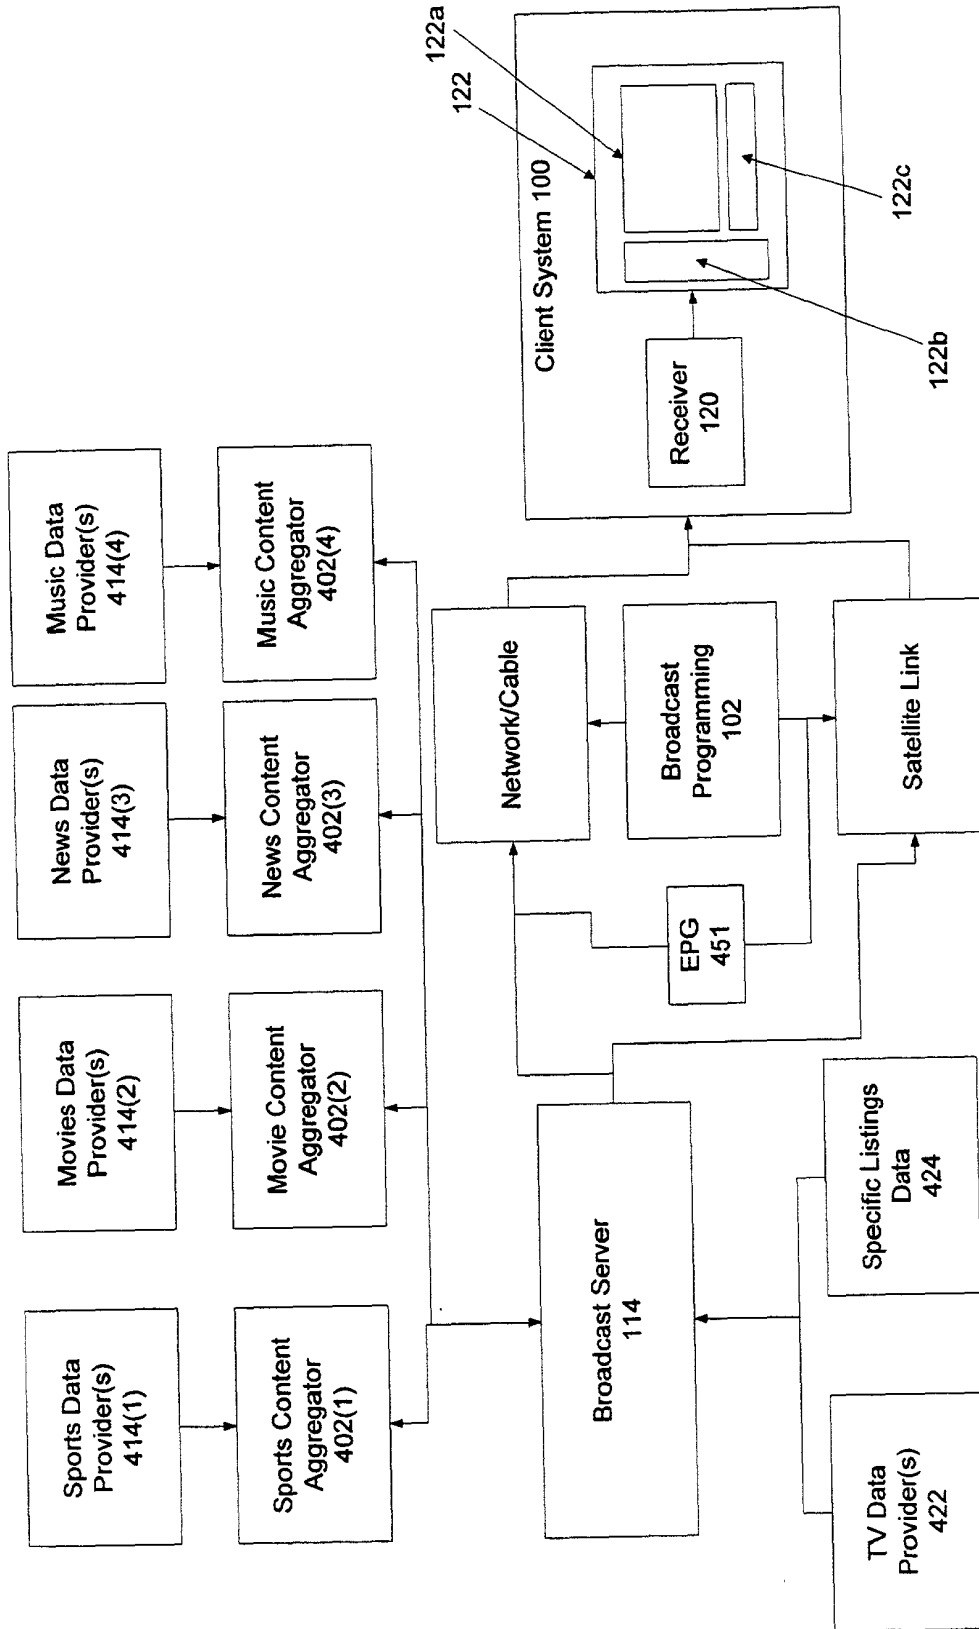 Sports Data
Provider(s)
414(1)
Movies Data
Provider(s)
414(2)
News Data
Provider(s)
414(3)
Music Data
Provider(s)
414(4)
Sports Content
Aggregator
402(1)
Movie Content
Aggregator
402(2)
News Content
Aggregator
402(3)
Music Content
Aggregator
402(4)
Broadcast Server
114
Network/Cable
EPG
451
Broadcast
Programming
102
Satellite Link
TV Data
Provider(s)
422
Specific Listings
Data
424
Client System 100
Receiver
120
122
122a
122b
122c